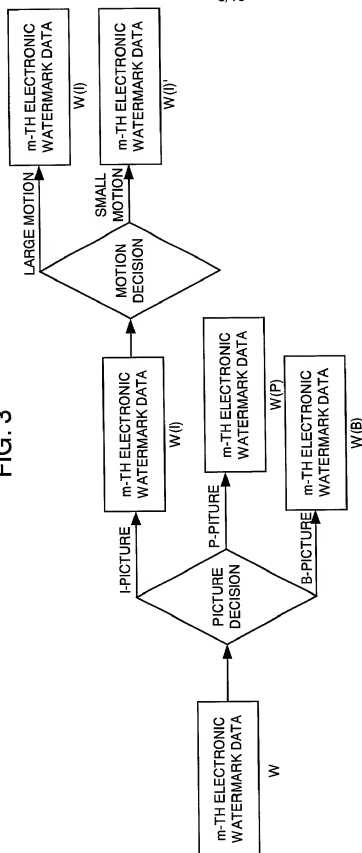 FIG. 3
m-TH ELECTRONIC
WATERMARK DATA
W
PICTURE
DECISION
I-PICTURE
P-PITURE
B-PICTURE
m-TH ELECTRONIC
WATERMARK DATA
W(I)
m-TH ELECTRONIC
WATERMARK DATA
W(P)
m-TH ELECTRONIC
WATERMARK DATA
W(B)
MOTION
DECISION
LARGE MOTION
SMALL
MOTION
m-TH ELECTRONIC
WATERMARK DATA
W(I)
m-TH ELECTRONIC
WATERMARK DATA
W(I)'